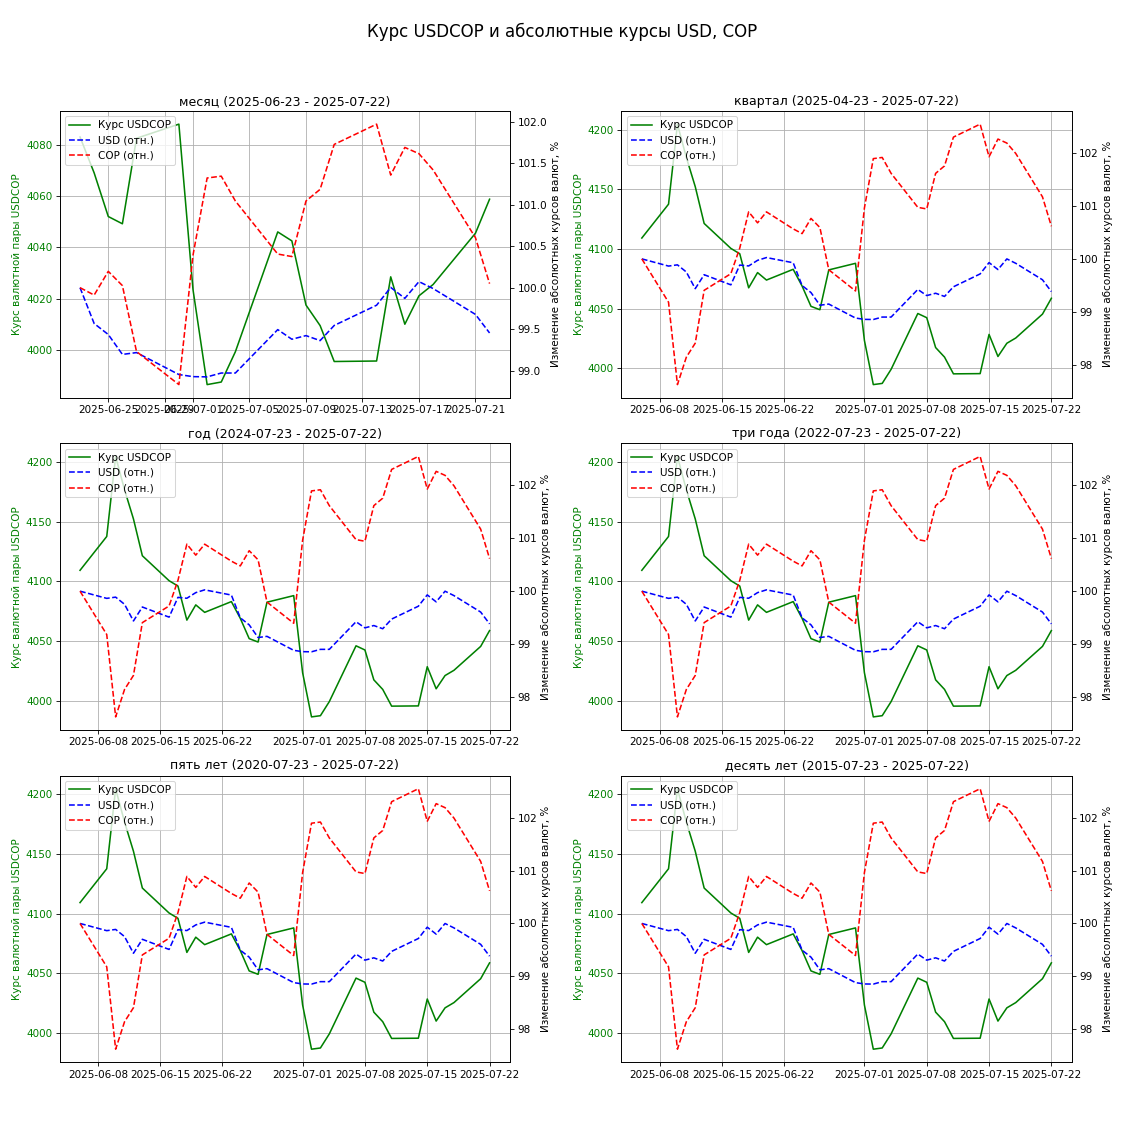 Курс USDCOP и абсолютные курсы USD, COP
месяц (2025-06-23 - 2025-07-22)
Курс валютной пары USDCOP
4080
4060
4040
4020
4000
Курс USDCOP
USD (отн.)
COP (отн.)
102.0
101.5
101.0
100.5
100.0
99.5
99.0
Изменение абсолютных курсов валют, %
2025-06-25
2025-06-29
2025-07-01
2025-07-05
2025-07-09
2025-07-13
2025-07-17
2025-07-21
квартал (2025-04-23 - 2025-07-22)
Курс валютной пары USDCOP
4200
4150
4100
4050
4000
Курс USDCOP
USD (отн.)
COP (отн.)
102
101
100
99
98
Изменение абсолютных курсов валют, %
2025-06-08
2025-06-15
2025-06-22
2025-07-01
2025-07-08
2025-07-15
2025-07-22
год (2024-07-23 - 2025-07-22)
Курс валютной пары USDCOP
4200
4150
4100
4050
4000
Курс USDCOP
USD (отн.)
COP (отн.)
102
101
100
99
98
Изменение абсолютных курсов валют, %
2025-06-08
2025-06-15
2025-06-22
2025-07-01
2025-07-08
2025-07-15
2025-07-22
три года (2022-07-23 - 2025-07-22)
Курс валютной пары USDCOP
4200
4150
4100
4050
4000
Курс USDCOP
USD (отн.)
COP (отн.)
102
101
100
99
98
Изменение абсолютных курсов валют, %
2025-06-08
2025-06-15
2025-06-22
2025-07-01
2025-07-08
2025-07-15
2025-07-22
пять лет (2020-07-23 - 2025-07-22)
Курс валютной пары USDCOP
4200
4150
4100
4050
4000
Курс USDCOP
USD (отн.)
COP (отн.)
102
101
100
99
98
Изменение абсолютных курсов валют, %
2025-06-08
2025-06-15
2025-06-22
2025-07-01
2025-07-08
2025-07-15
2025-07-22
десять лет (2015-07-23 - 2025-07-22)
Курс валютной пары USDCOP
4200
4150
4100
4050
4000
Курс USDCOP
USD (отн.)
COP (отн.)
102
101
100
99
98
Изменение абсолютных курсов валют, %
2025-06-08
2025-06-15
2025-06-22
2025-07-01
2025-07-08
2025-07-15
2025-07-22